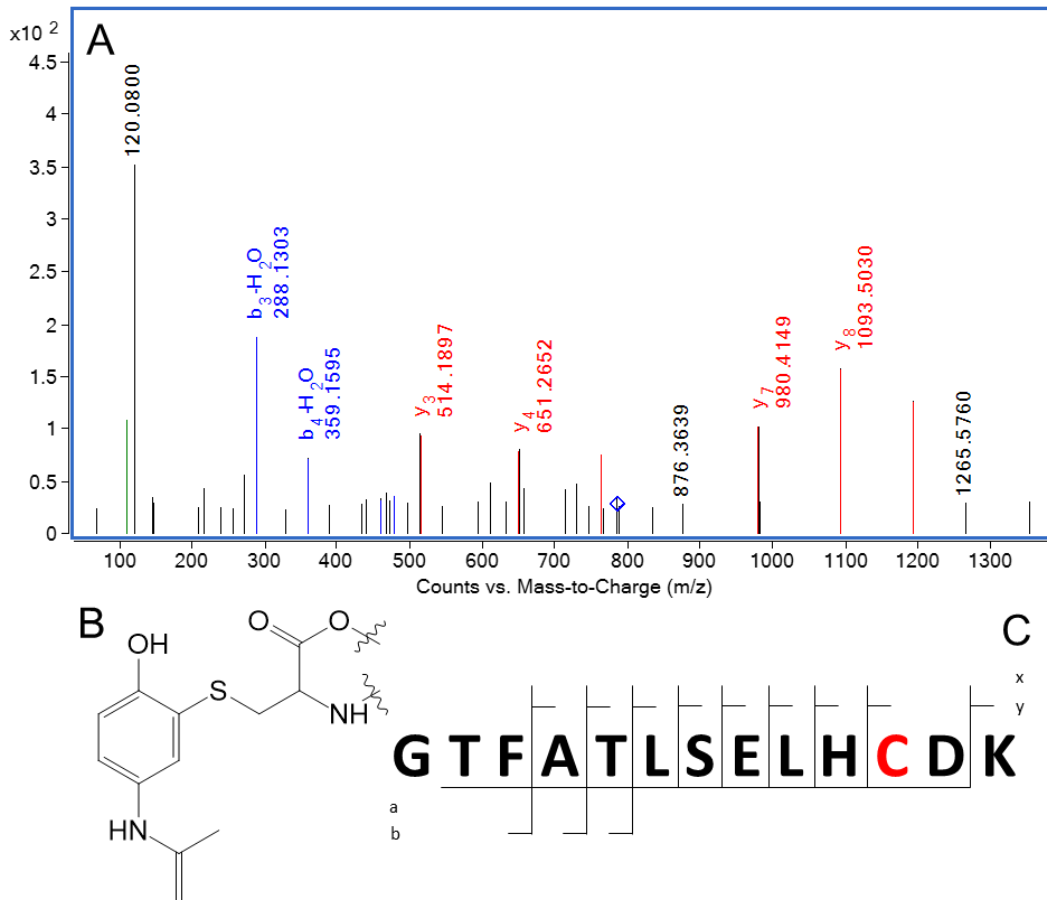 x10 2
A
4.5
4
3.5
3
2.5
2
1.5
1
0.5
0
120.0800
b3-H2O
288.1303
b4-H2O
359.1595
y3
514.1897
y4
651.2652
876.3639
y7
980.4149
y8
1093.5030
1265.5760
100 200 300 400 500 600 700 800 900 1000 1100 1200 1300
Counts vs. Mass-to-Charge (m/z)
B
OH
O
O
S
NH
HN
C
x
y
GTFATLSELHCDK
a
b